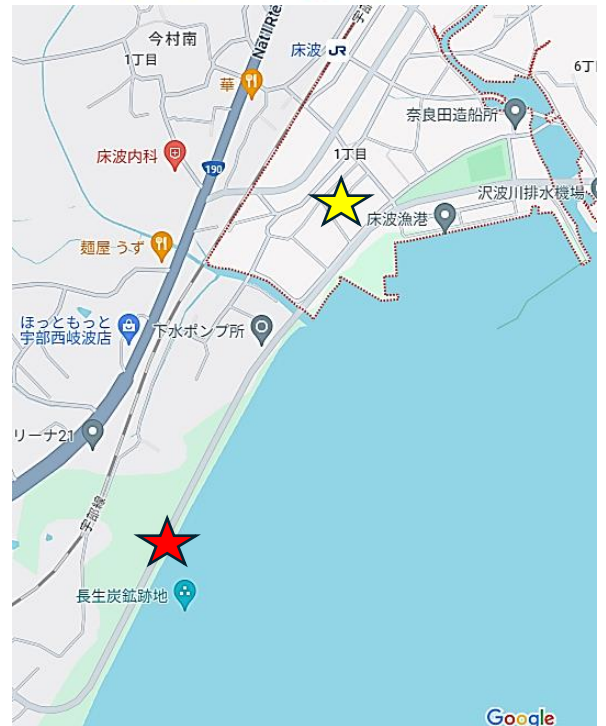 今村南
1丁目
Nat'l Rte
宇部
床波 JR
6丁目
華
奈良田造船所
床波内科
190
1丁目
沢波川排水機場
床波漁港
麺屋 うず
ほっともっと
宇部西岐波店
下水ポンプ所
リーナ21
宇部線
長生炭鉱跡地
Google